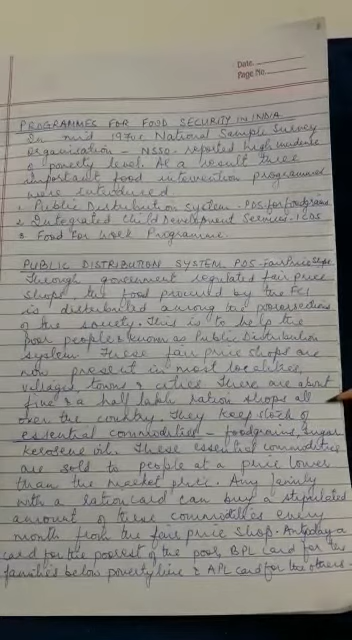 Date
Page No
PROGRAMMES FOR FOOD SECURITY IN INDIA
In mid 1970s National Sample Survey
Organisation - NSSO reported high incidence
poverty level. As a result three
important food intervention programmes
were introduced
1. Public Distribution System - PDS-for foodgrains
2. Integrated Child Development Services - ICDS
3. Food for Work Programme
PUBLIC DISTRIBUTION SYSTEM PDS - Fair Price Shops
Through government regulated fair price
shops the food procured by the FCI
is distributed among the poorer sections
of the society. This is to help the
poor people & known as Public Distribution
System. These fair price shops are
now present in most localities,
villages towns & cities There are about
five & a half lakh ration shops all
over the country. They keep stock of
essential commodities - foodgrains, sugar
kerosene oil. These essential commodities
are sold to people at a price lower
than the market price. Any family
with a ration card can buy a stipulated
amount of these commodities every
month from the fair price shop. Antyodaya
card for the poorest of the poor, BPL card for the
families below poverty line & APL card for the others.